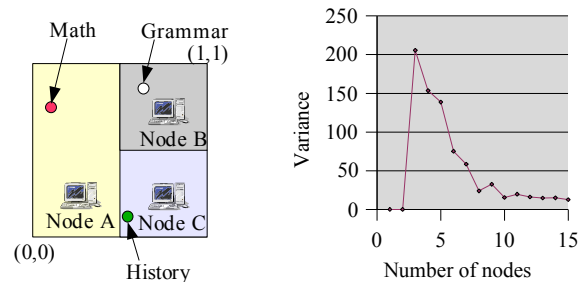 Math
Grammar
(1,1)
Node B
Node A
Node C
(0,0)
History
250
200
150
100
50
0
Variance
0 5 10 15
Number of nodes